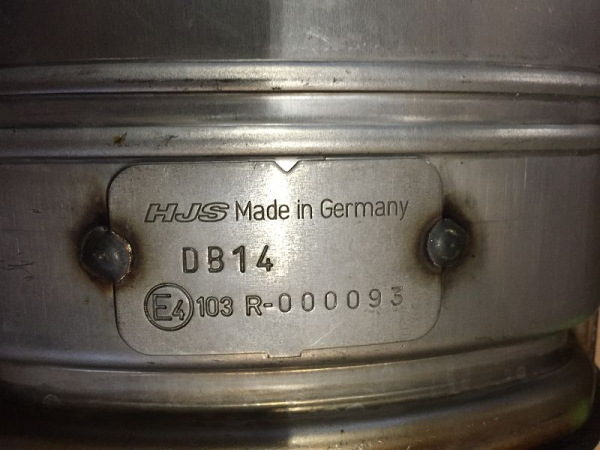 HJS Made in Germany
DB14
E4 103 R-000093